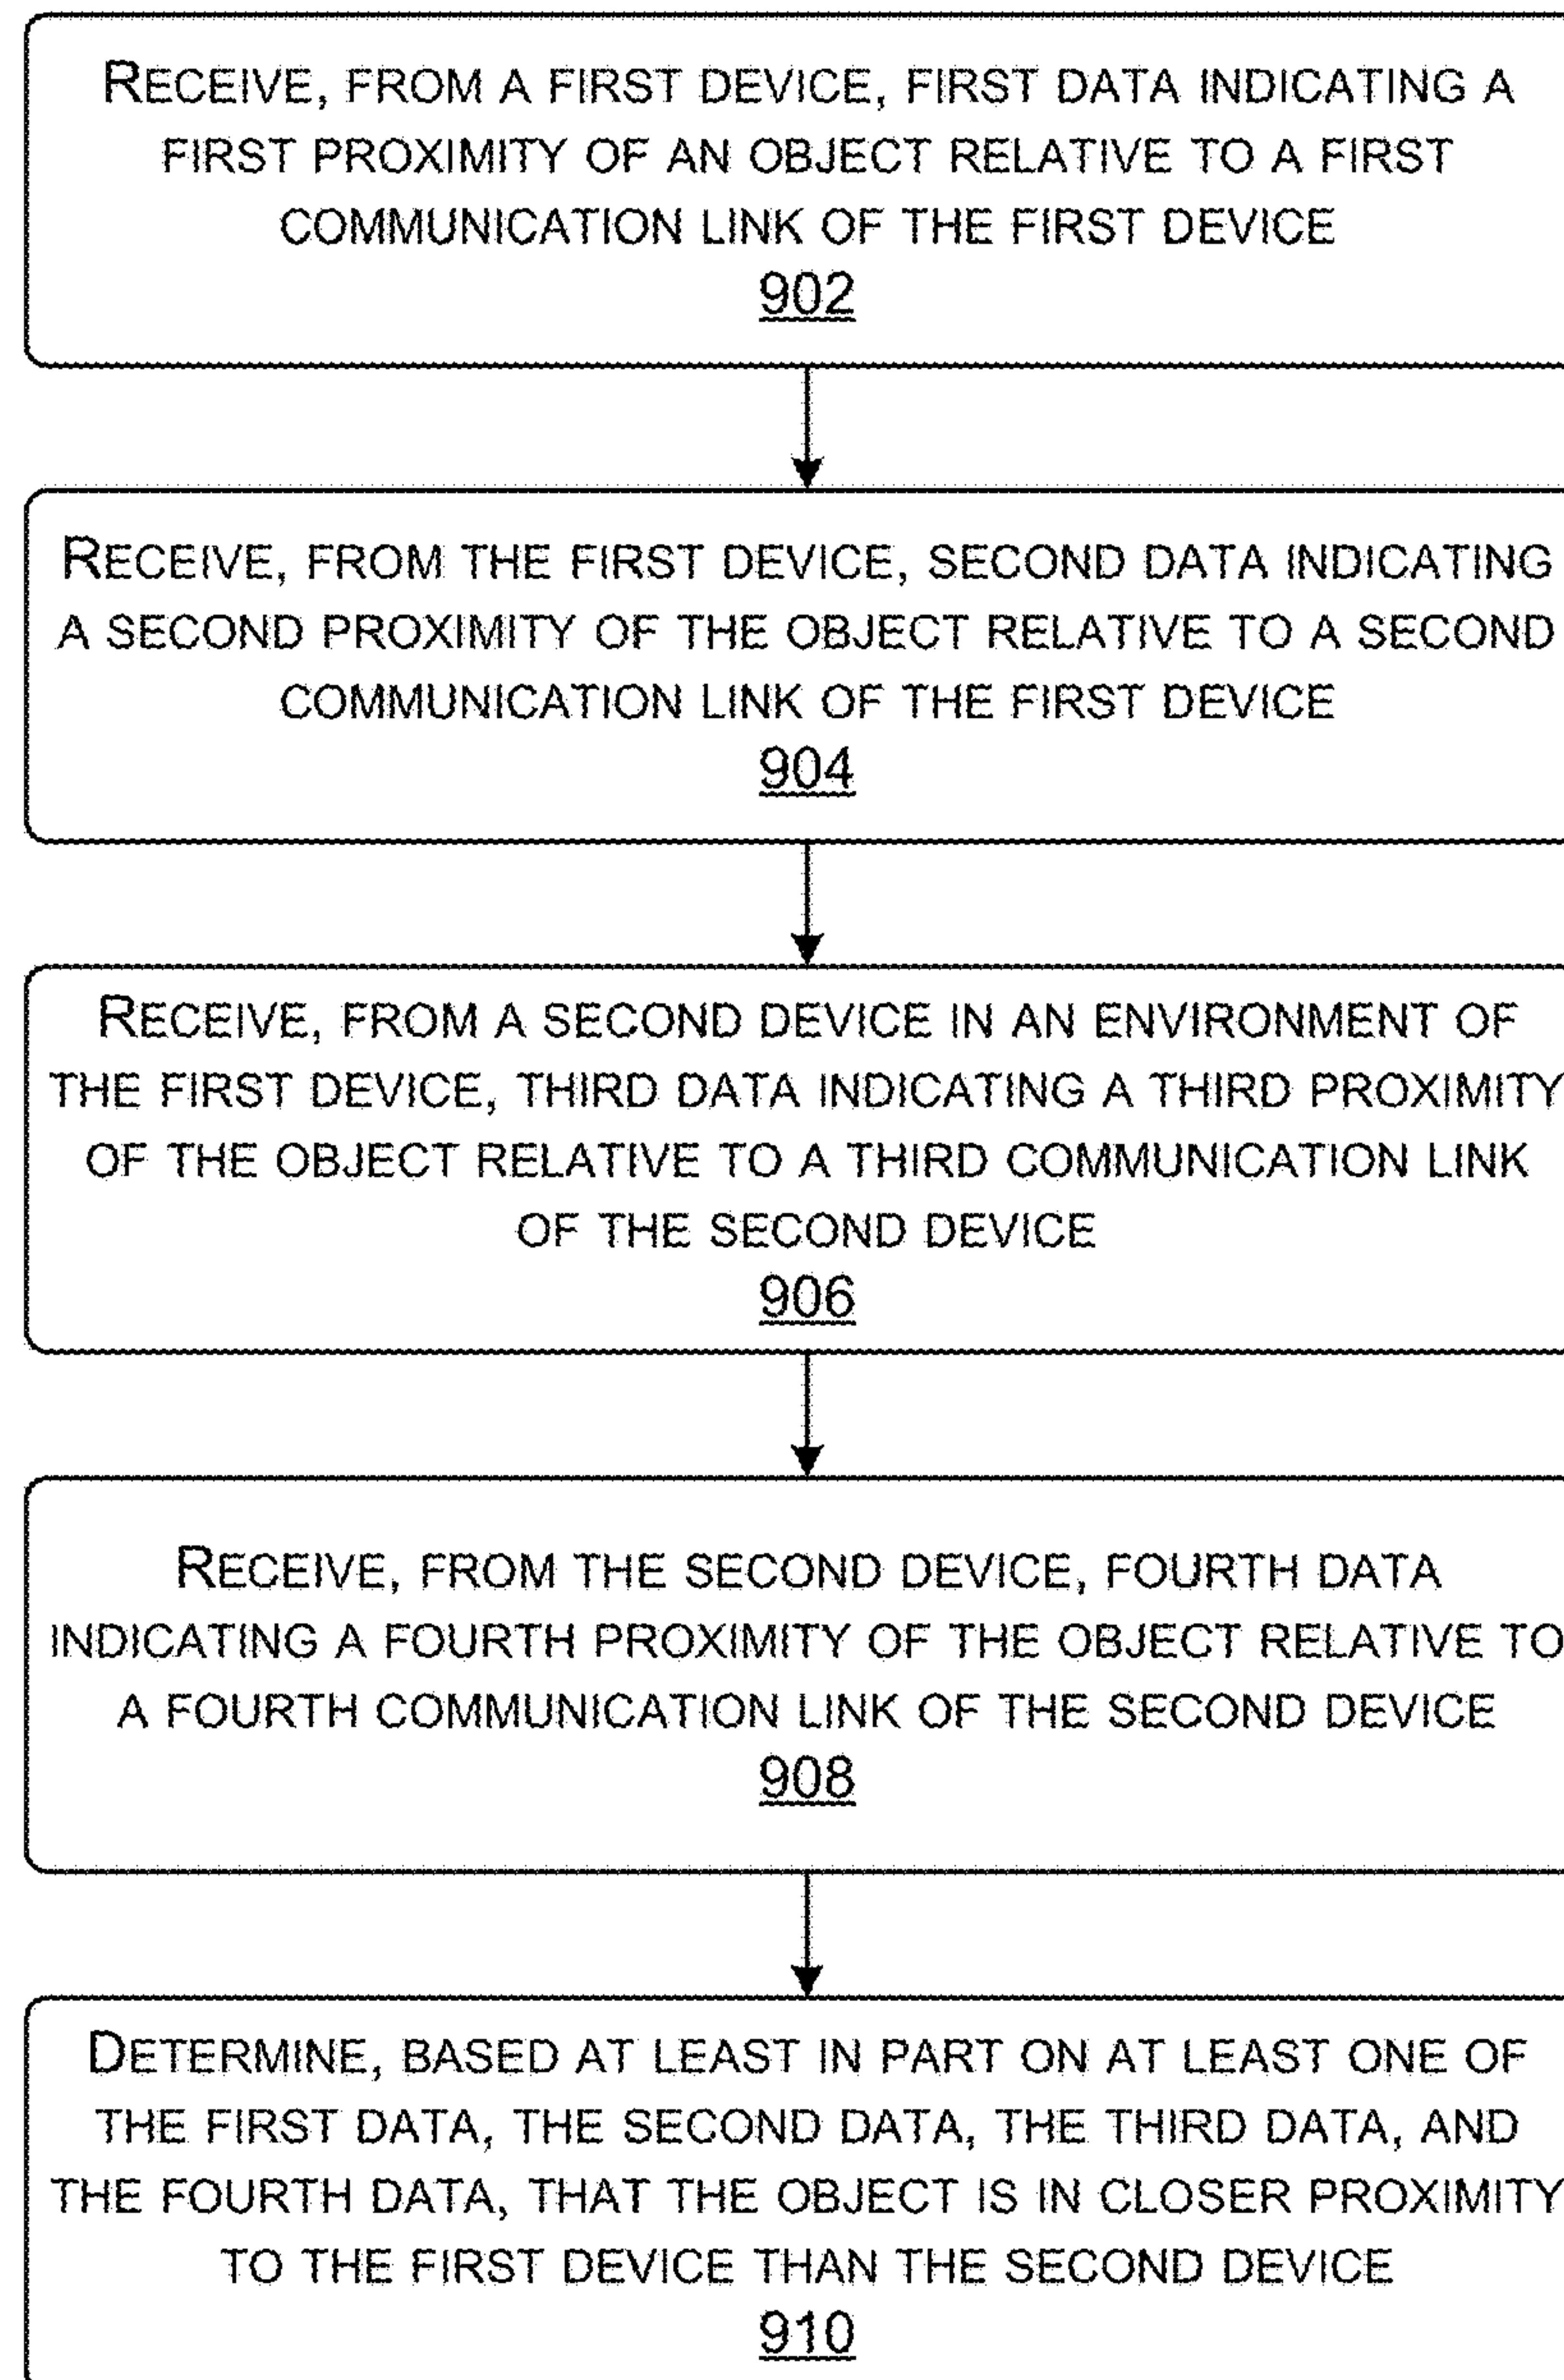 RECEIVE, FROM A FIRST DEVICE, FIRST DATA INDICATING A
FIRST PROXIMITY OF AN OBJECT RELATIVE TO A FIRST
COMMUNICATION LINK OF THE FIRST DEVICE
902
RECEIVE, FROM THE FIRST DEVICE, SECOND DATA INDICATING
A SECOND PROXIMITY OF THE OBJECT RELATIVE TO A SECOND
COMMUNICATION LINK OF THE FIRST DEVICE
904
RECEIVE, FROM A SECOND DEVICE IN AN ENVIRONMENT OF
THE FIRST DEVICE, THIRD DATA INDICATING A THIRD PROXIMITY
OF THE OBJECT RELATIVE TO A THIRD COMMUNICATION LINK
OF THE SECOND DEVICE
906
RECEIVE, FROM THE SECOND DEVICE, FOURTH DATA
INDICATING A FOURTH PROXIMITY OF THE OBJECT RELATIVE TO
A FOURTH COMMUNICATION LINK OF THE SECOND DEVICE
908
DETERMINE, BASED AT LEAST IN PART ON AT LEAST ONE OF
THE FIRST DATA, THE SECOND DATA, THE THIRD DATA, AND
THE FOURTH DATA, THAT THE OBJECT IS IN CLOSER PROXIMITY
TO THE FIRST DEVICE THAN THE SECOND DEVICE
910